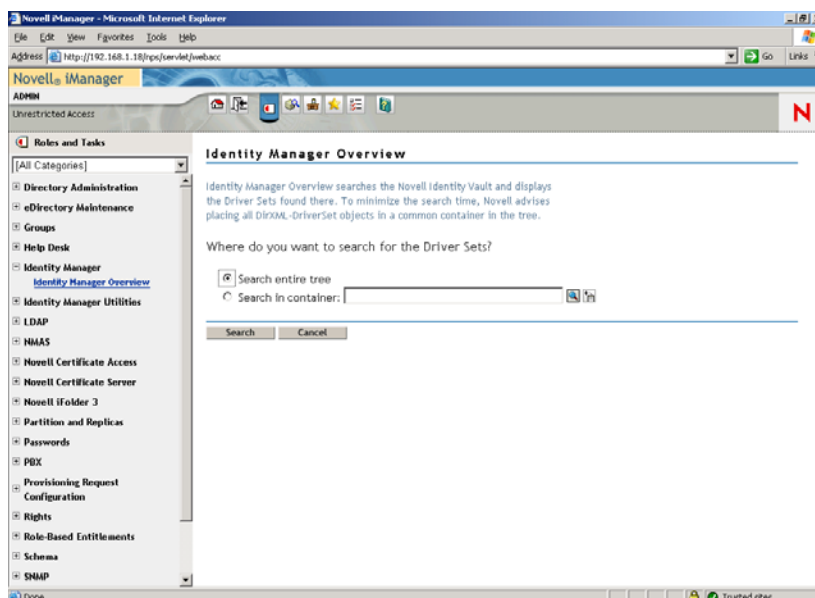 Novell iManager - Microsoft Internet Explorer
File Edit View Favorites Tools Help
Address http://192.168.1.18/nps/servlet/webacc Go Links
Novell® iManager
ADMIN
Unrestricted Access
N
Roles and Tasks
[All Categories]
Directory Administration
eDirectory Maintenance
Groups
Help Desk
Identity Manager
Identity Manager Overview
Identity Manager Utilities
LDAP
NMAS
Novell Certificate Access
Novell Certificate Server
Novell iFolder 3
Partition and Replicas
Passwords
PBX
Provisioning Request
Configuration
Rights
Role-Based Entitlements
Schema
SNMP
Identity Manager Overview
Identity Manager Overview searches the Novell Identity Vault and displays
the Driver Sets found there. To minimize the search time, Novell advises
placing all DirXML-DriverSet objects in a common container in the tree.
Where do you want to search for the Driver Sets?
Search entire tree
Search in container:
Search Cancel
Done Trusted sites